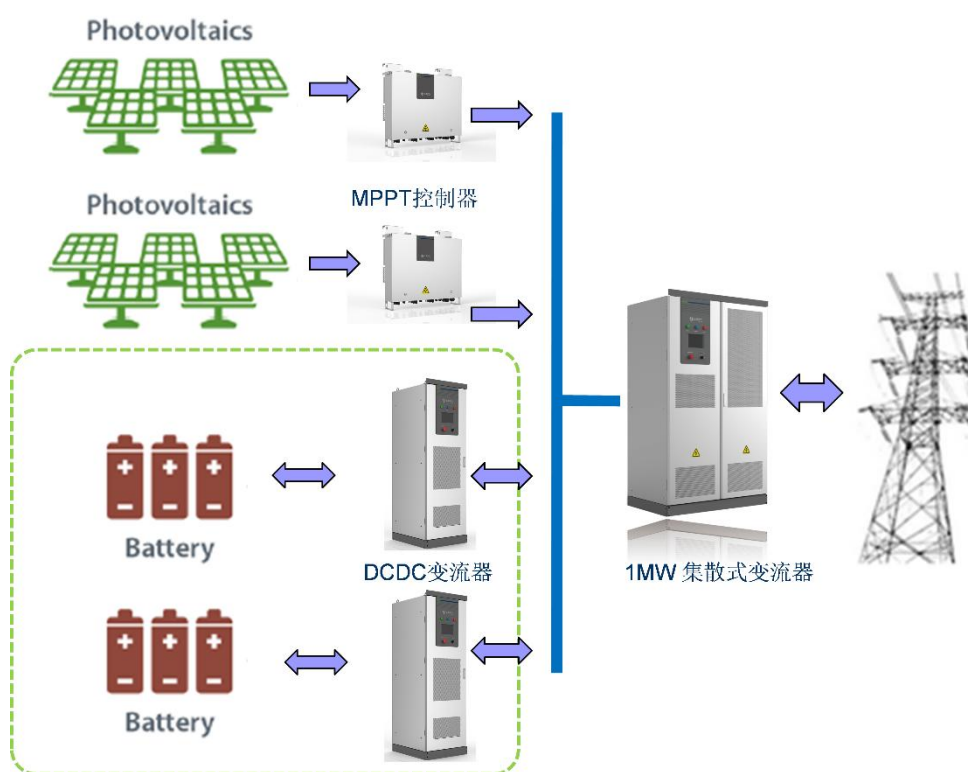 Photovoltaics
MPPT控制器
Photovoltaics
Battery
DCDC变流器
1MW 集散式变流器
Battery